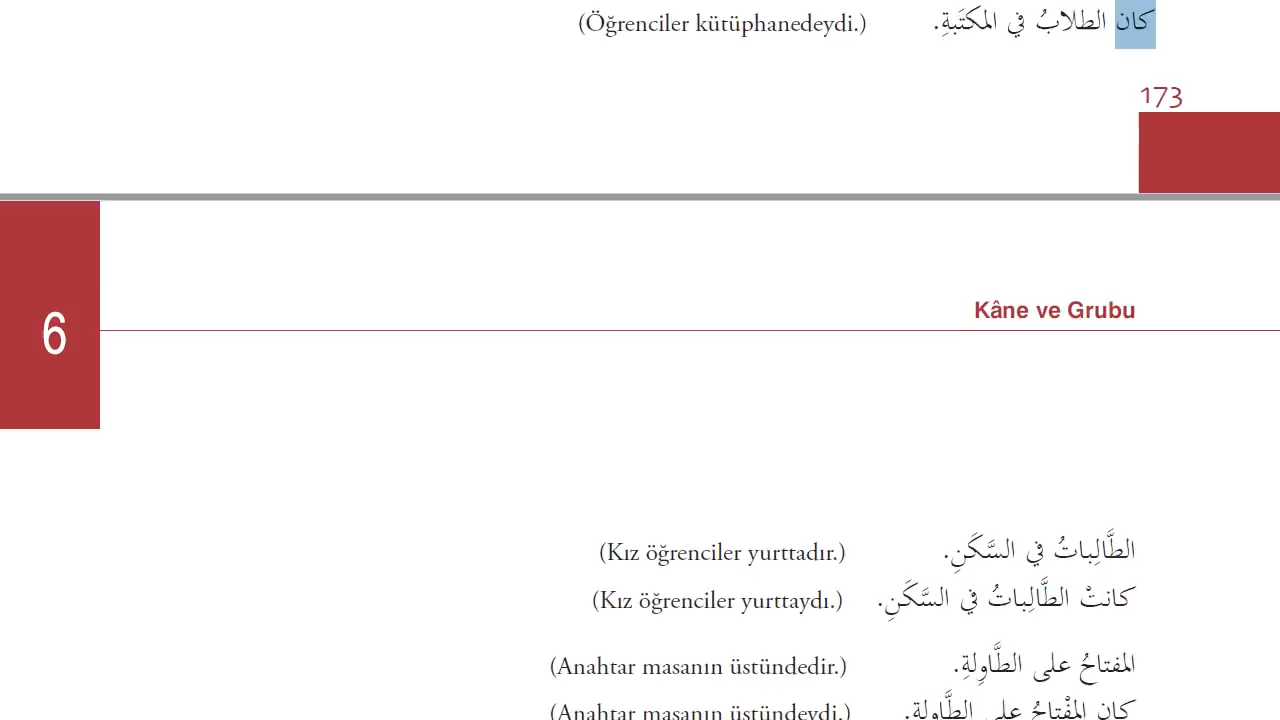 كان الطلابُ في المكتَبةِ. (Öğrenciler kütüphanedeydi.)
173
6
Kâne ve Grubu
الطَّالِباتُ في السَّكَنِ. (Kız öğrenciler yurttadır.)
كانتْ الطَّالِباتُ في السَّكَنِ. (Kız öğrenciler yurttaydı.)
المفتاحُ على الطَّاوِلةِ. (Anahtar masanın üstündedir.)
كان المفْتاحُ على الطَّاولةِ. (Anahtar masanın üstündeydi.)